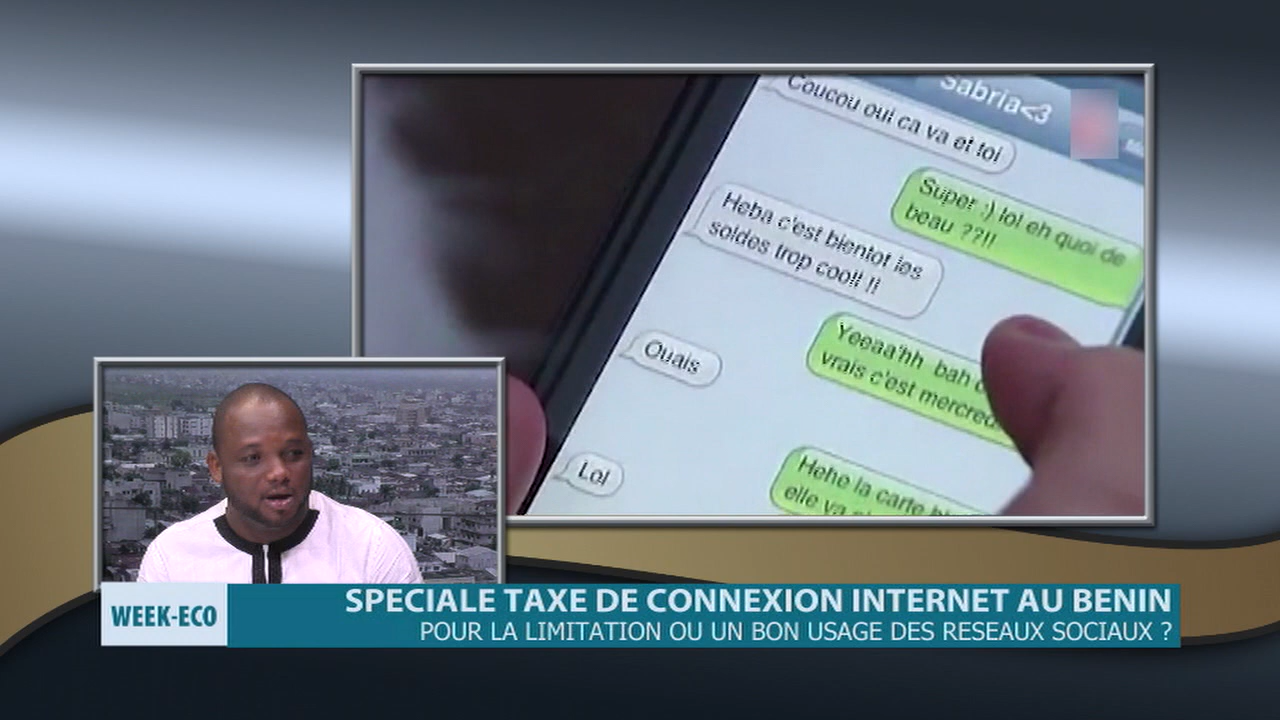 Sabria<3
Coucou oui ca va et toi
Super :) lol eh quoi de
beau ??!!
Heba c'est bientot les
soldes trop cool! !!
Yeeaa'hh bah
vrais c'est mercred
Ouais
Hehe la carte
elle va
Lol
WEEK-ECO
SPECIALE TAXE DE CONNEXION INTERNET AU BENIN
POUR LA LIMITATION OU UN BON USAGE DES RESEAUX SOCIAUX ?